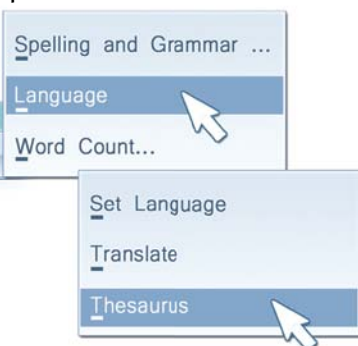 Spelling and Grammar ...
Language
Word Count...
Set Language
Translate
Thesaurus